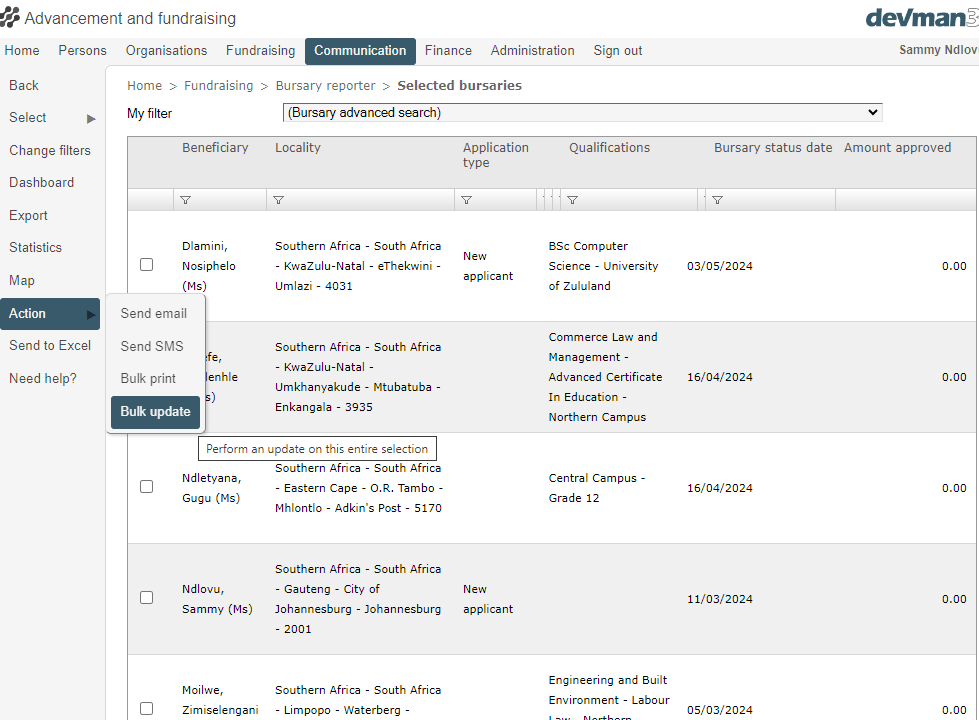 Advancement and fundraising
devman
Home Persons Organisations Fundraising Communication Finance Administration Sign out Sammy Ndlov
Back
Select
Change filters
Dashboard
Export
Statistics
Map
Action
Send to Excel
Need help?
Send email
Send SMS
Bulk print
Bulk update
Perform an update on this entire selection
Home > Fundraising > Bursary reporter > Selected bursaries
My filter (Bursary advanced search)
Beneficiary Locality Application Qualifications Bursary status date Amount approved
type
Dlamini,
Nosiphelo
(Ms)
Southern Africa - South Africa
- KwaZulu-Natal - eThekwini -
Umlazi - 4031
New
applicant
BSc Computer
Science - University
of Zululand
03/05/2024
0.00
efe,
lenhle
s)
Southern Africa - South Africa
- KwaZulu-Natal -
Umkhanyakude - Mtubatuba -
Enkangala - 3935
Commerce Law and
Management -
Advanced Certificate
In Education -
Northern Campus
16/04/2024
0.00
Ndletyana,
Gugu (Ms)
Southern Africa - South Africa
- Eastern Cape - O.R. Tambo -
Mhlontlo - Adkin's Post - 5170
Central Campus -
Grade 12
16/04/2024
0.00
Ndlovu,
Sammy (Ms)
Southern Africa - South Africa
- Gauteng - City of
Johannesburg - Johannesburg
- 2001
New
applicant
11/03/2024
0.00
Moilwe,
Zimiselengani
Southern Africa - South Africa
- Limpopo - Waterberg -
Engineering and Built
Environment - Labour
Law - Northern
05/03/2024
0.00